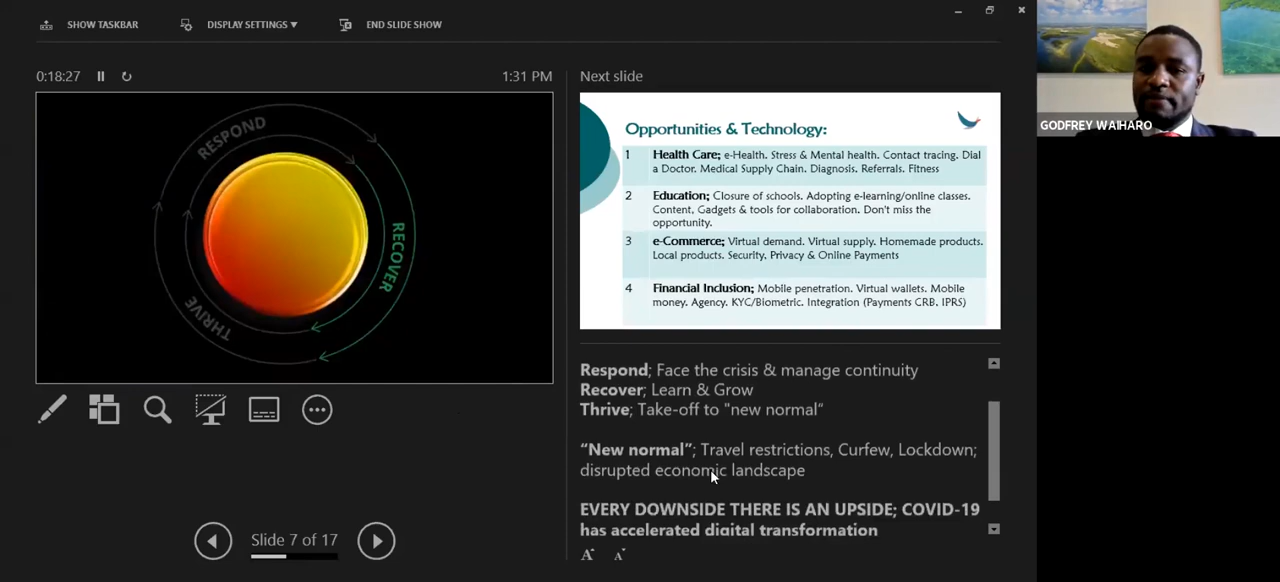 SHOW TASKBAR
DISPLAY SETTINGS ▼
END SLIDE SHOW
0:18:27
1:31 PM
RESPOND
RECOVER
THRIVE
Slide 7 of 17
Next slide
Opportunities & Technology:
1 Health Care; e-Health. Stress & Mental health. Contact tracing. Dial
a Doctor. Medical Supply Chain. Diagnosis. Referrals. Fitness
2 Education; Closure of schools. Adopting e-learning/online classes.
Content, Gadgets & tools for collaboration. Don't miss the
opportunity.
3 e-Commerce; Virtual demand. Virtual supply. Homemade products.
Local products. Security. Privacy & Online Payments
4 Financial Inclusion; Mobile penetration. Virtual wallets. Mobile
money. Agency. KYC/Biometric. Integration (Payments CRB. IPRS)
Respond; Face the crisis & manage continuity
Recover; Learn & Grow
Thrive; Take-off to "new normal"
“New normal”; Travel restrictions, Curfew, Lockdown;
disrupted economic landscape
EVERY DOWNSIDE THERE IS AN UPSIDE; COVID-19
has accelerated digital transformation
A A
GODFREY WAIHARO